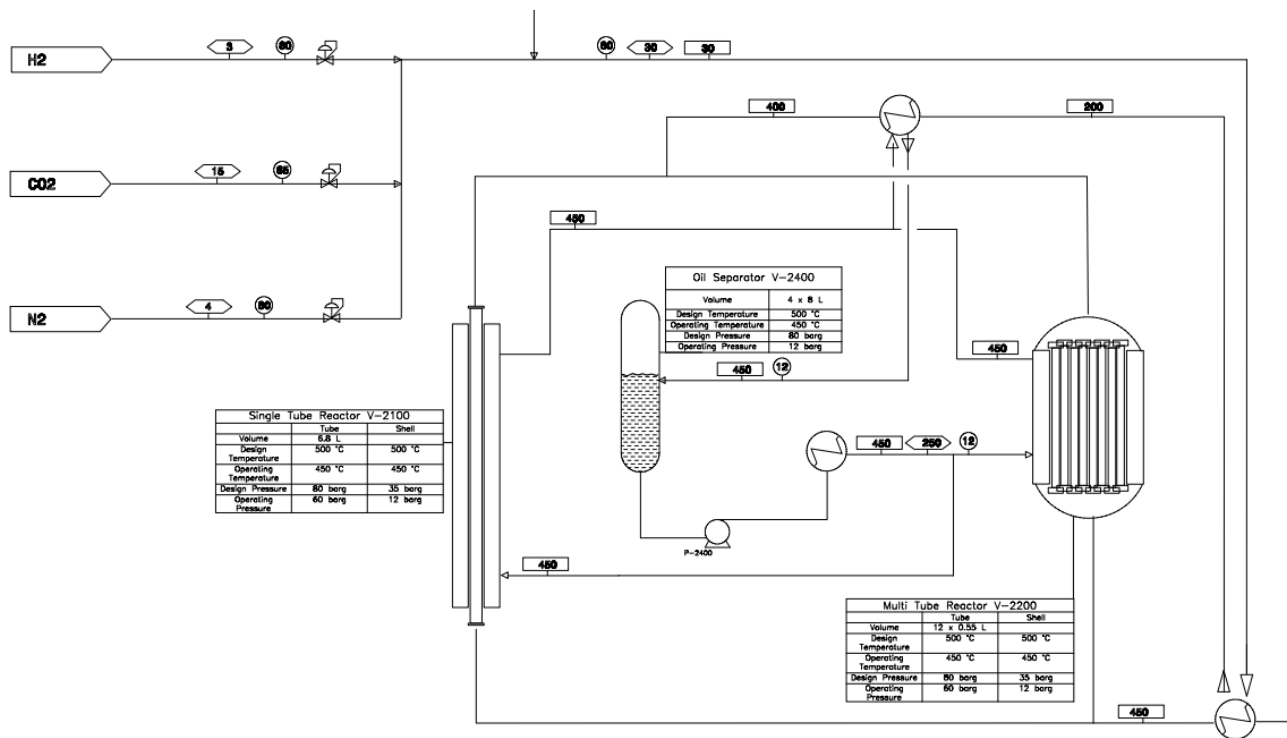 H2
3
60
60
30
30
400
200
CO2
15
65
450
N2
4
60
Oil Separator V-2400
Volume 4 x 8 L
Design Temperature 500 °C
Operating Temperature 450 °C
Design Pressure 80 barg
Operating Pressure 12 barg
450
450
12
Single Tube Reactor V-2100
Tube Shell
Volume 6.8 L
Design Temperature 500 °C 500 °C
Operating Temperature 450 °C 450 °C
Design Pressure 80 barg 35 barg
Operating Pressure 60 barg 12 barg
450
250
12
P-2400
450
Multi Tube Reactor V-2200
Tube Shell
Volume 12 x 0.55 L
Design Temperature 500 °C 500 °C
Operating Temperature 450 °C 450 °C
Design Pressure 80 barg 35 barg
Operating Pressure 60 barg 12 barg
450